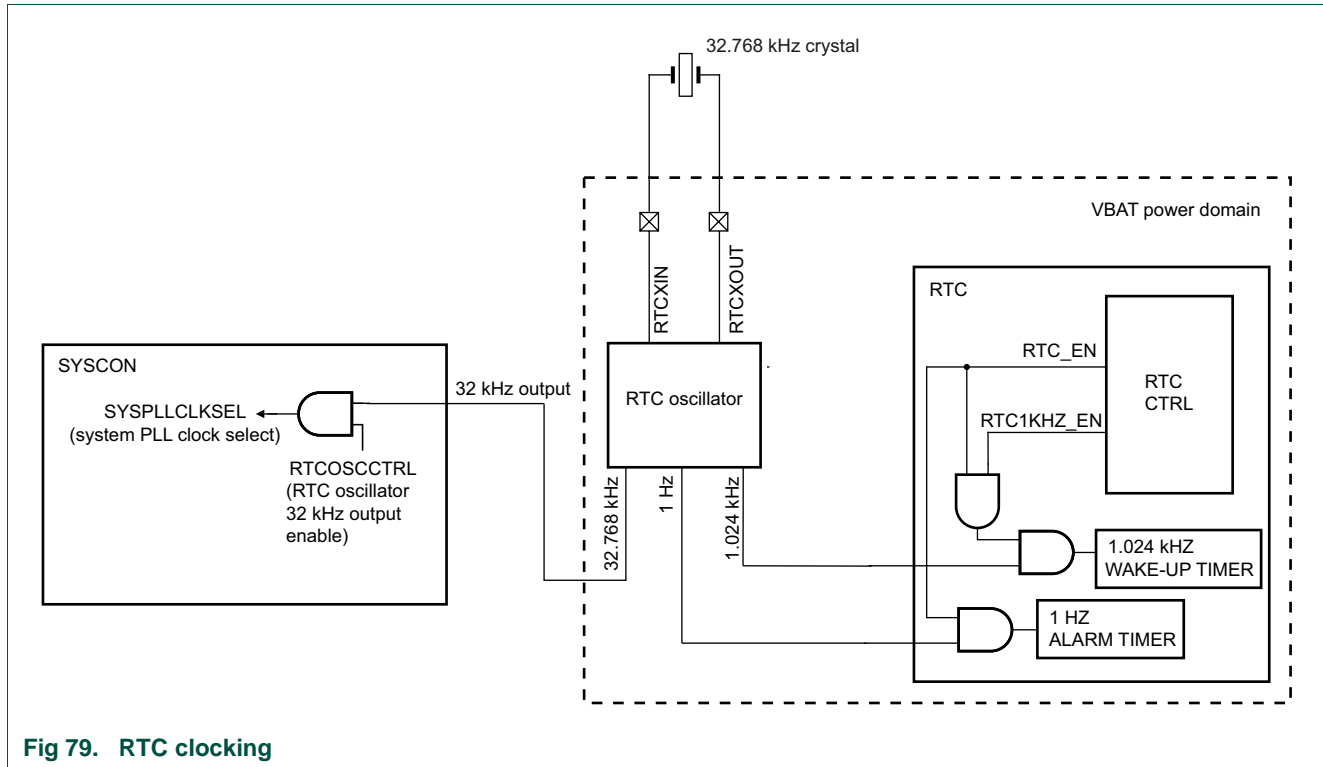 32.768 kHz crystal
VBAT power domain
RTCXIN
RTCXOUT
RTC
RTC_EN
RTC
CTRL
RTC1KHZ_EN
SYSCON
32 kHz output
SYSPLLCLKSEL
(system PLL clock select)
RTCOSCCTRL
(RTC oscillator
32 kHz output
enable)
RTC oscillator
32.768 kHz
1 Hz
1.024 kHz
1.024 kHZ
WAKE-UP TIMER
1 HZ
ALARM TIMER
Fig 79. RTC clocking